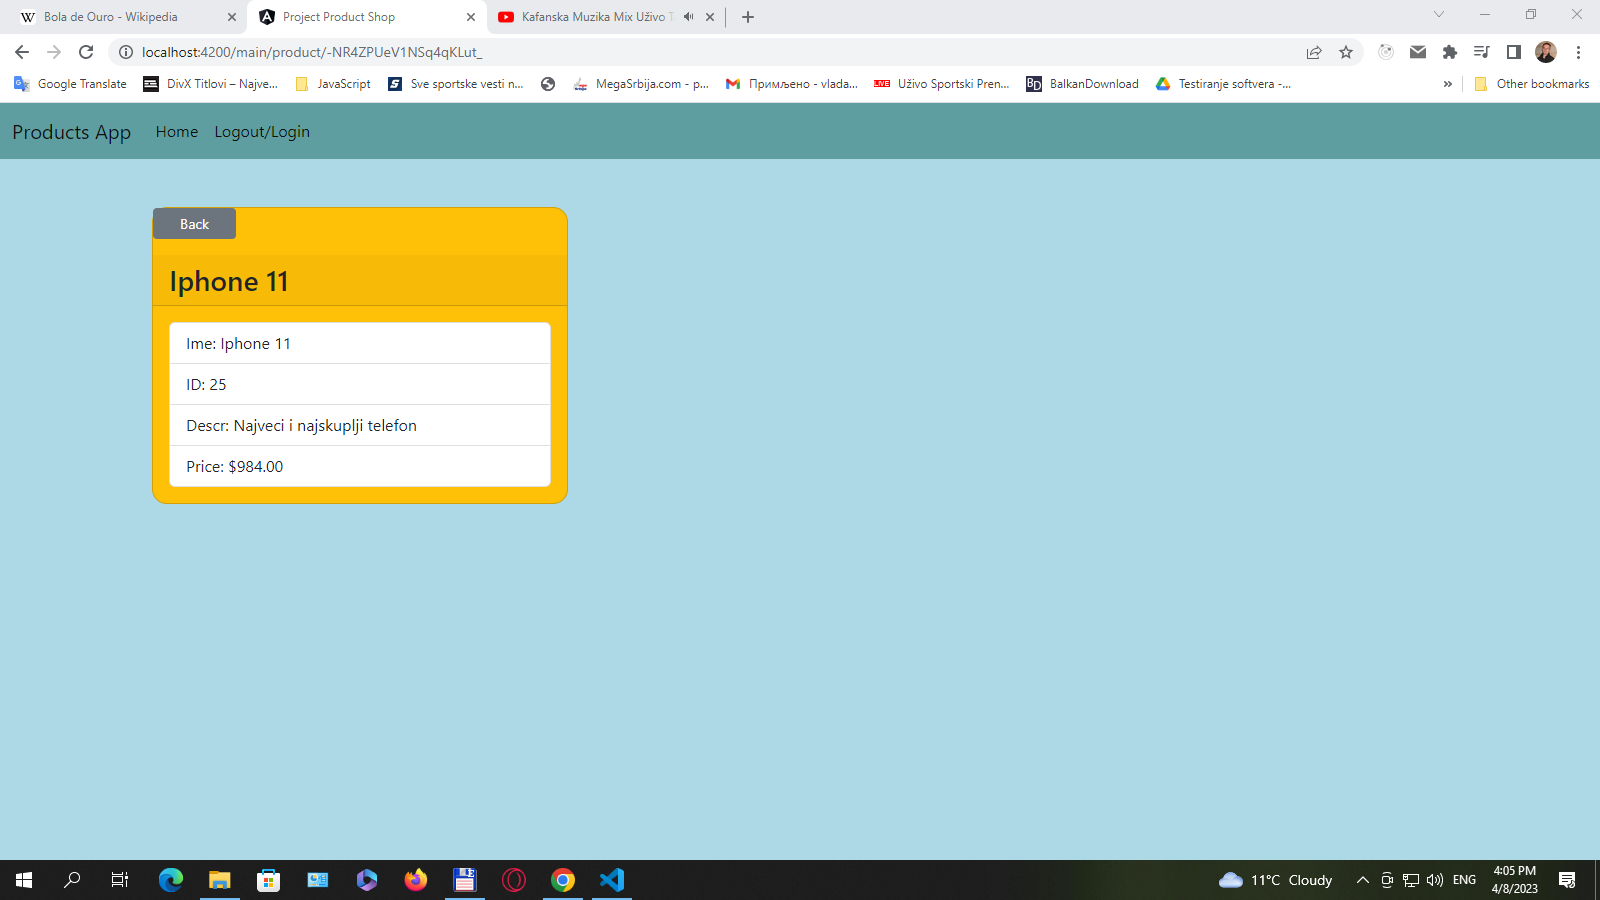 Bola de Ouro - Wikipedia
Project Product Shop
Kafanska Muzika Mix Uživo
localhost:4200/main/product/-NR4ZPUeV1NSq4qKLut_
Google Translate
DivX Titlovi – Najve...
JavaScript
Sve sportske vesti n...
MegaSrbija.com - p...
Примљено - vlada...
LIVE
Uživo Sportski Pren...
BD
BalkanDownload
Testiranje softvera -...
»
Other bookmarks
Products App
Home
Logout/Login
Back
Iphone 11
Ime: Iphone 11
ID: 25
Descr: Najveci i najskuplji telefon
Price: $984.00
11°C Cloudy
ENG
4:05 PM
4/8/2023